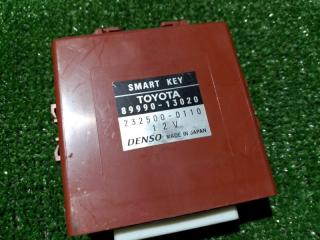 SMART KEY
TOYOTA
89990-13020
232500-0110
12V
DENSO MADE IN JAPAN